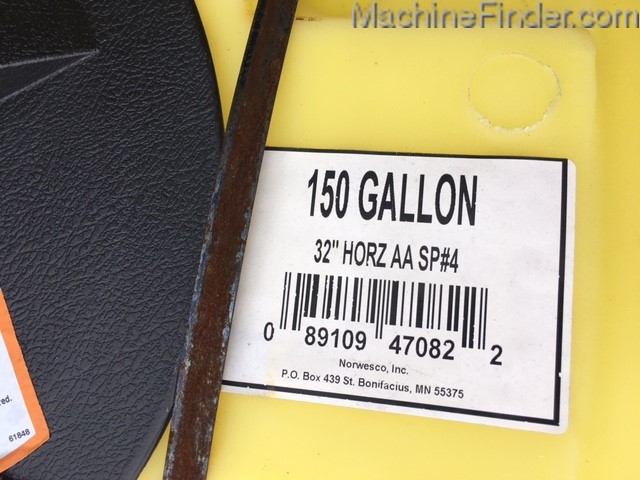 MachineFinder.com
150 GALLON
32" HORZ AA SP#4
0 89109 47082 2
Norwesco, Inc.
P.O. Box 439 St. Bonifacius, MN 55375
ed.
61848